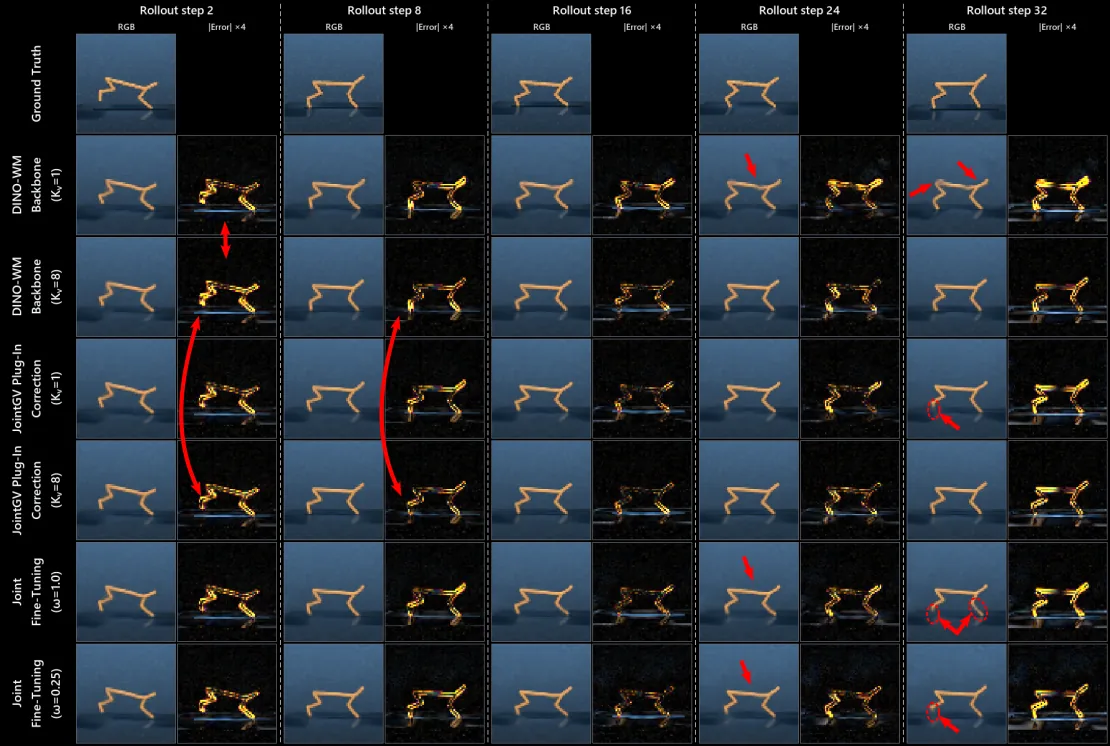 Rollout step 2
Rollout step 8
Rollout step 16
Rollout step 24
Rollout step 32
RGB
|Error| ×4
RGB
|Error| ×4
RGB
|Error| ×4
RGB
|Error| ×4
RGB
|Error| ×4
Ground Truth
DINO-WM
Backbone
(Kᵥ=1)
DINO-WM
Backbone
(Kᵥ=8)
JointGV Plug-In
Correction
(Kᵥ=1)
JointGV Plug-In
Correction
(Kᵥ=8)
Joint
Fine-Tuning
(ω=1.0)
Joint
Fine-Tuning
(ω=0.25)